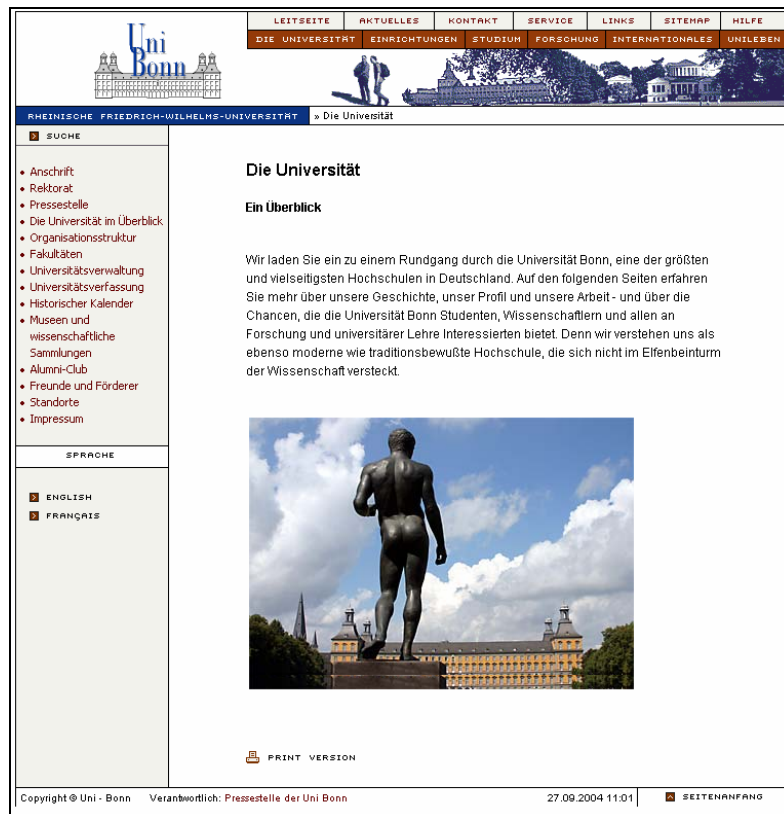 Uni
Bonn
LEITSEITE AKTUELLES KONTAKT SERVICE LINKS SITEMAP HILFE
DIE UNIVERSITÄT EINRICHTUNGEN STUDIUM FORSCHUNG INTERNATIONALES UNILEBEN
RHEINISCHE FRIEDRICH-WILHELMS-UNIVERSITÄT » Die Universität
SUCHE
• Anschrift
• Rektorat
• Pressestelle
• Die Universität im Überblick
• Organisationsstruktur
• Fakultäten
• Universitätsverwaltung
• Universitätsverfassung
• Historischer Kalender
• Museen und
wissenschaftliche
Sammlungen
• Alumni-Club
• Freunde und Förderer
• Standorte
• Impressum
SPRACHE
ENGLISH
FRANÇAIS
Die Universität
Ein Überblick
Wir laden Sie ein zu einem Rundgang durch die Universität Bonn, eine der größten
und vielseitigsten Hochschulen in Deutschland. Auf den folgenden Seiten erfahren
Sie mehr über unsere Geschichte, unser Profil und unsere Arbeit - und über die
Chancen, die die Universität Bonn Studenten, Wissenschaftlern und allen an
Forschung und universitärer Lehre Interessierten bietet. Denn wir verstehen uns als
ebenso moderne wie traditionsbewußte Hochschule, die sich nicht im Elfenbeinturm
der Wissenschaft versteckt.
PRINT VERSION
Copyright © Uni - Bonn Verantwortlich: Pressestelle der Uni Bonn 27.09.2004 11:01 SEITENANFANG